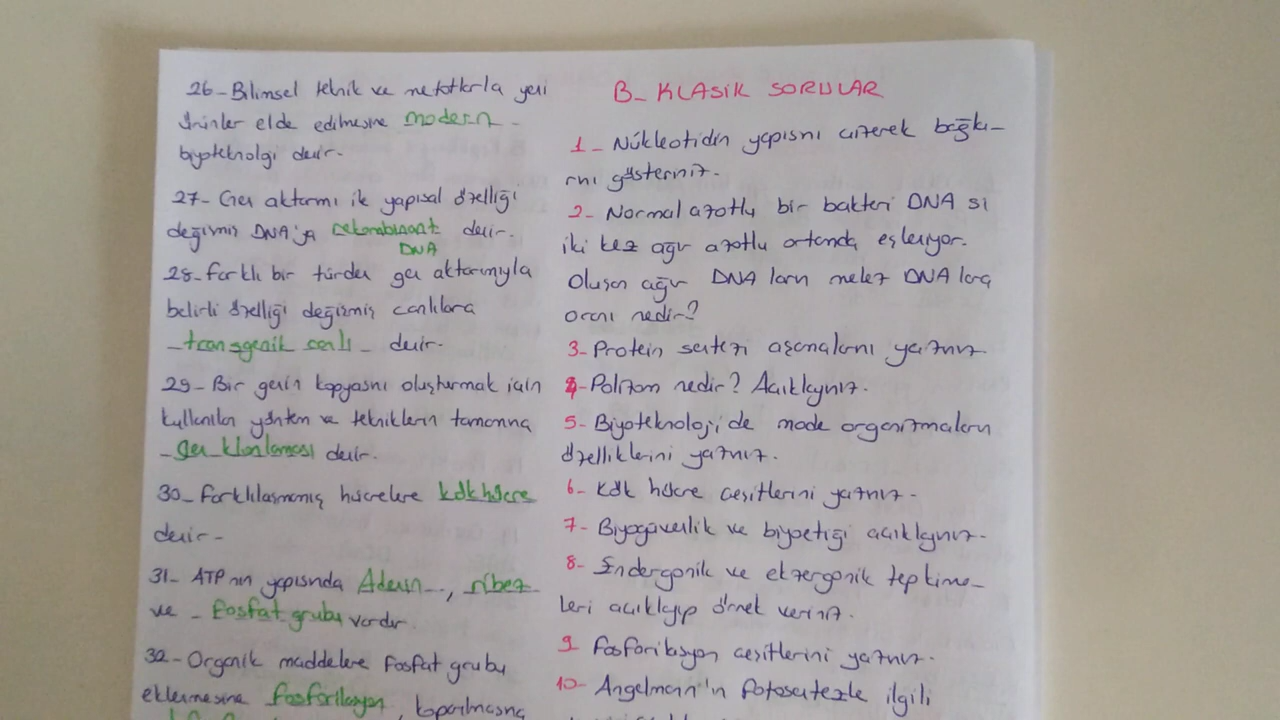 26- Bilimsel teknik ve metotlarla yeni
ürünler elde edilmesine modern
biyoteknoloji denir.
27- Gen aktarımı ile yapısal özelliği
değişmiş DNA'ya rekombinant denir.
DNA
28- Farklı bir türden gen aktarımıyla
belirli özelliği değişmiş canlılara
transgenik canlı denir.
29- Bir genin kopyasını oluşturmak için
kullanılan yöntem ve tekniklerin tamamına
gen klonlaması denir.
30- Farklılaşmamış hücrelere kök hücre
denir-
31- ATP'nin yapısında Adenin, riboz
ve fosfat grubu vardır.
32- Organik maddelere fosfat grubu
eklenmesine fosforilasyon, koparılmasına
B- KLASİK SORULAR
1- Nükleotidin yapısını çizerek bağla-
rını gösteriniz.
2- Normal azotlu bir bakteri DNA sı
iki kez ağır azotlu ortamda eşleniyor.
Oluşan ağır DNA ların melez DNA lara
oranı nedir?
3- Protein sentezi aşamalarını yazınız
4- Polizom nedir? Açıklayınız.
5- Biyoteknoloji de model organizmaların
özelliklerini yazınız.
6- Kök hücre çeşitlerini yazınız-
7- Biyogüvenlik ve biyoetiği açıklayınız-
8- Endergonik ve ekzergonik tepkime-
leri açıklayıp örnek veriniz.
9 Fosforilasyon çeşitlerini yazınız-
10- Angelmann'ın fotosentezle ilgili